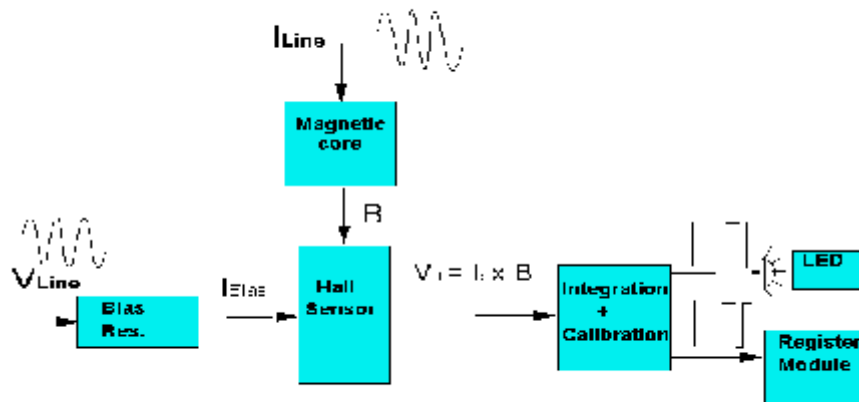 ILine
Magnetic
core
B
VLine
Bias
Res.
IBias
Hall
Sensor
= I x B
Integration
+
Calibration
LED
Register
Module